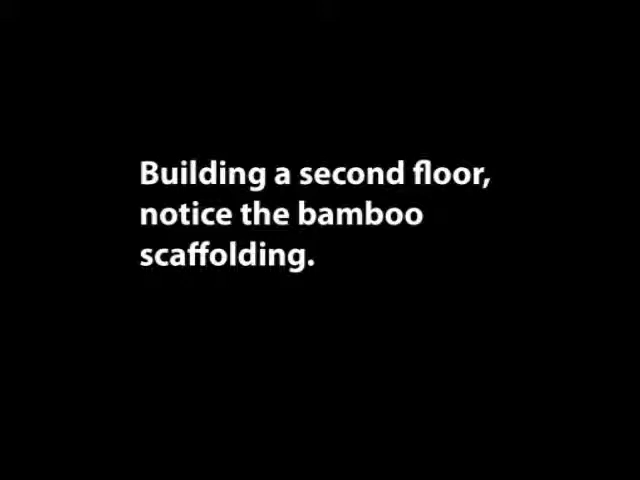 Building a second floor,
notice the bamboo
scaffolding.